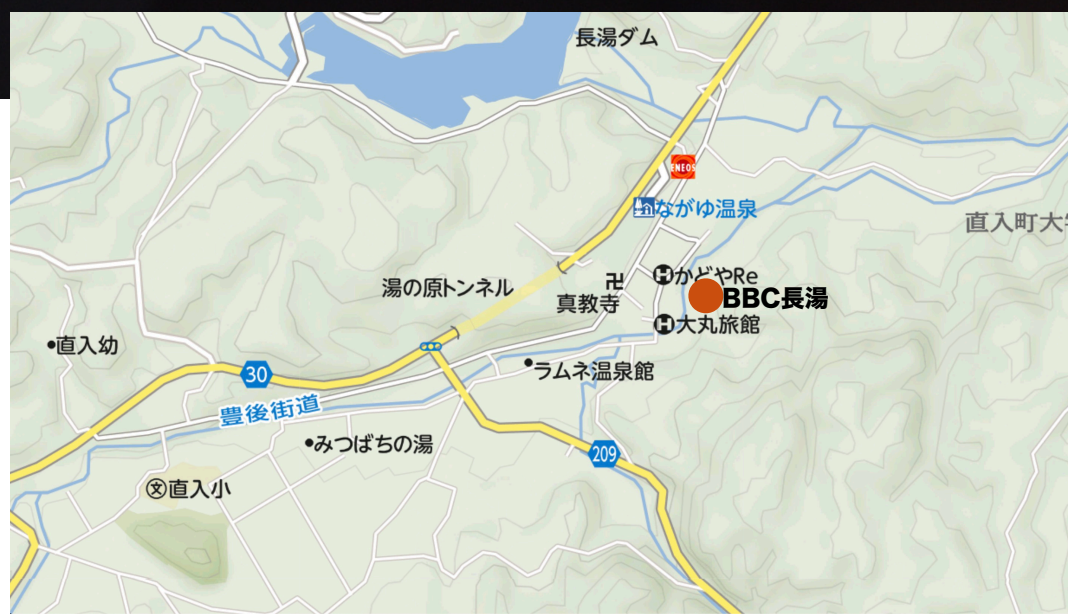 長湯ダム
ENEOS
ながゆ温泉
直入町大
かどやRe
湯の原トンネル
真教寺
BBC長湯
大丸旅館
直入幼
30
ラムネ温泉館
豊後街道
みつばちの湯
209
文
直入小